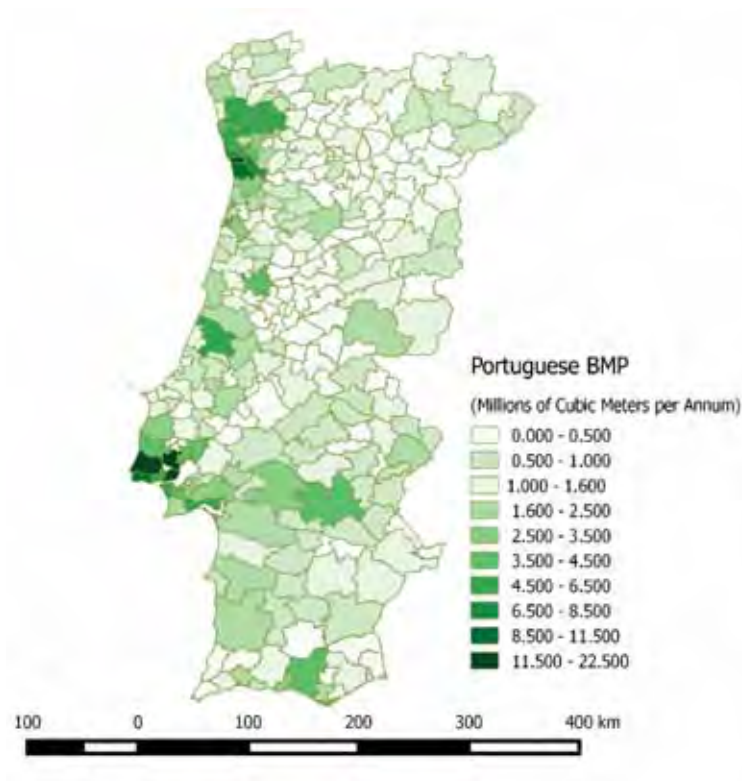 Portuguese BMP
(Millions of Cubic Meters per Annum)
0.000 - 0.500
0.500 - 1.000
1.000 - 1.600
1.600 - 2.500
2.500 - 3.500
3.500 - 4.500
4.500 - 6.500
6.500 - 8.500
8.500 - 11.500
11.500 - 22.500
100 0 100 200 300 400 km